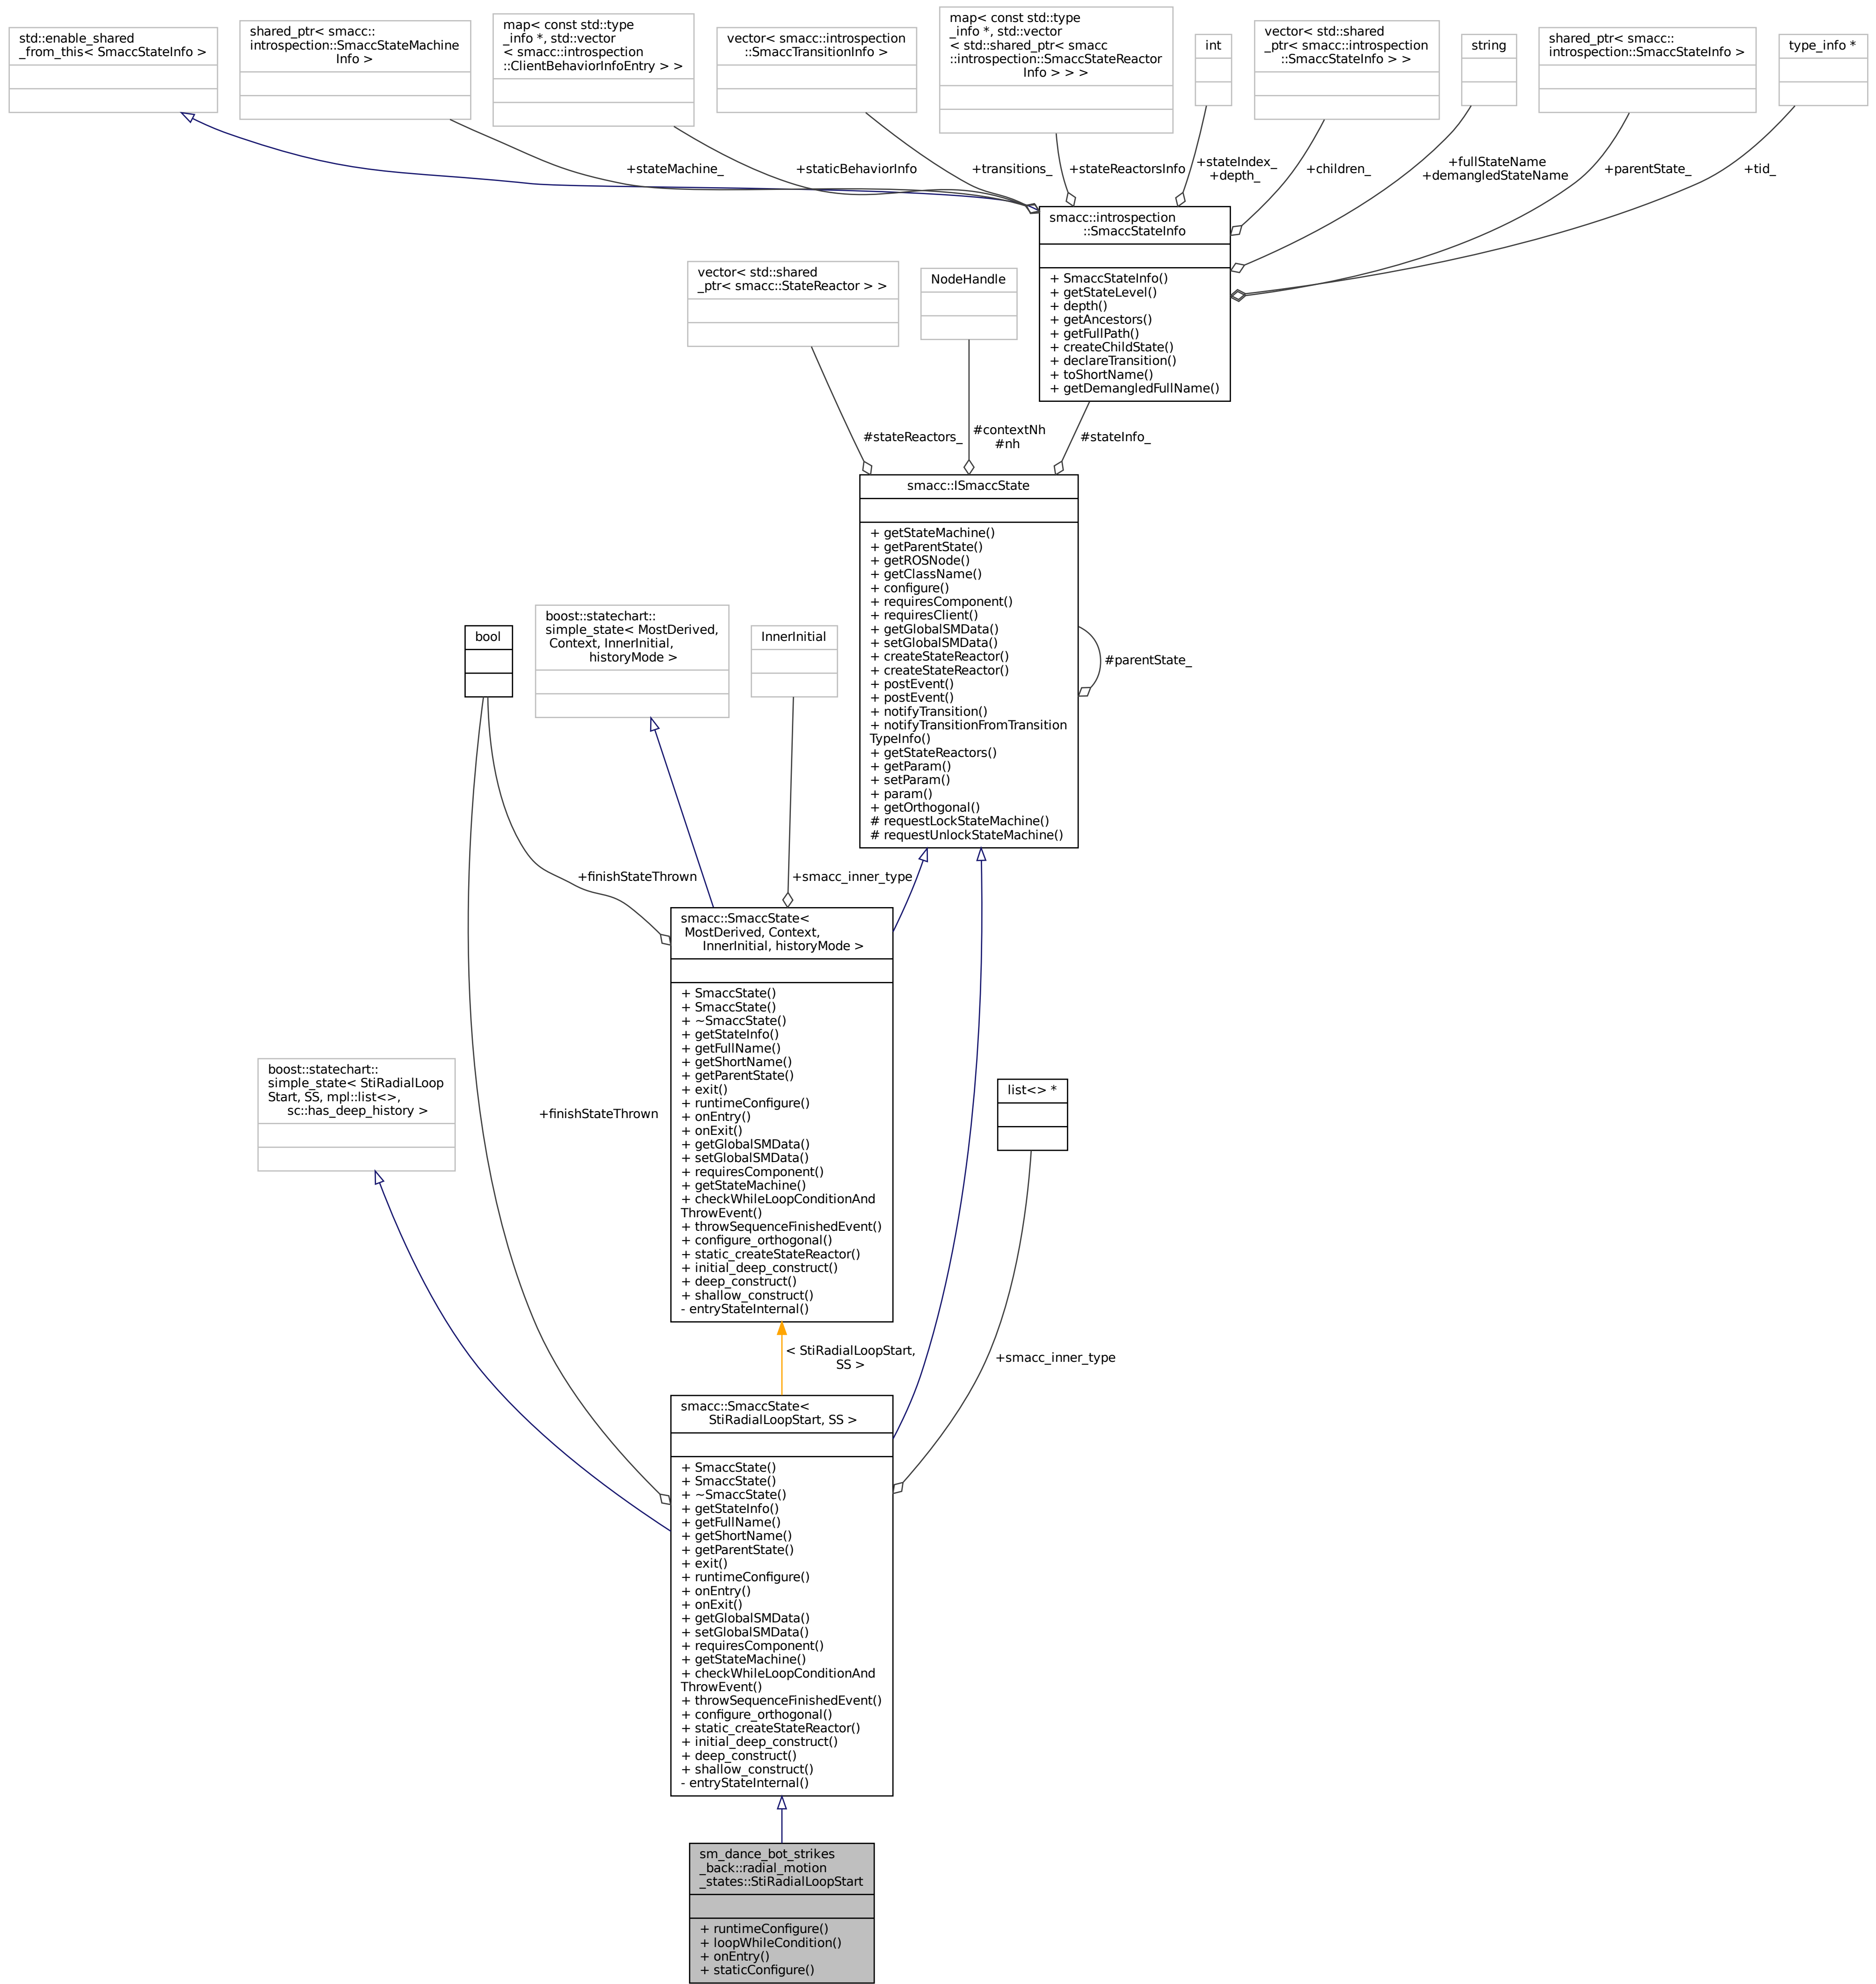 std::enable_shared
_from_this< SmaccStateInfo >
shared_ptr< smacc::
introspection::SmaccStateMachine
Info >
map< const std::type
_info *, std::vector
< smacc::introspection
::ClientBehaviorInfoEntry > >
vector< smacc::introspection
::SmaccTransitionInfo >
map< const std::type
_info *, std::vector
< std::shared_ptr< smacc
::introspection::SmaccStateReactor
Info > > >
int
vector< std::shared
_ptr< smacc::introspection
::SmaccStateInfo > >
string
shared_ptr< smacc::
introspection::SmaccStateInfo >
type_info *
+stateMachine_
+staticBehaviorInfo
+transitions_
+stateReactorsInfo
+stateIndex_
+depth_
+children_
+fullStateName
+demangledStateName
+parentState_
+tid_
smacc::introspection
::SmaccStateInfo
+ SmaccStateInfo()
+ getStateLevel()
+ depth()
+ getAncestors()
+ getFullPath()
+ createChildState()
+ declareTransition()
+ toShortName()
+ getDemangledFullName()
vector< std::shared
_ptr< smacc::StateReactor > >
NodeHandle
#stateReactors_
#contextNh
#nh
#stateInfo_
smacc::ISmaccState
+ getStateMachine()
+ getParentState()
+ getROSNode()
+ getClassName()
+ configure()
+ requiresComponent()
+ requiresClient()
+ getGlobalSMData()
+ setGlobalSMData()
+ createStateReactor()
+ createStateReactor()
+ postEvent()
+ postEvent()
+ notifyTransition()
+ notifyTransitionFromTransition
TypeInfo()
+ getStateReactors()
+ getParam()
+ setParam()
+ param()
+ getOrthogonal()
# requestLockStateMachine()
# requestUnlockStateMachine()
#parentState_
bool
boost::statechart::
simple_state< MostDerived,
Context, InnerInitial,
historyMode >
InnerInitial
+finishStateThrown
+smacc_inner_type
smacc::SmaccState<
MostDerived, Context,
InnerInitial, historyMode >
+ SmaccState()
+ SmaccState()
+ ~SmaccState()
+ getStateInfo()
+ getFullName()
+ getShortName()
+ getParentState()
+ exit()
+ runtimeConfigure()
+ onEntry()
+ onExit()
+ getGlobalSMData()
+ setGlobalSMData()
+ requiresComponent()
+ getStateMachine()
+ checkWhileLoopConditionAnd
ThrowEvent()
+ throwSequenceFinishedEvent()
+ configure_orthogonal()
+ static_createStateReactor()
+ initial_deep_construct()
+ deep_construct()
+ shallow_construct()
- entryStateInternal()
boost::statechart::
simple_state< StiRadialLoop
Start, SS, mpl::list<>,
sc::has_deep_history >
+finishStateThrown
list<> *
< StiRadialLoopStart,
SS >
+smacc_inner_type
smacc::SmaccState<
StiRadialLoopStart, SS >
+ SmaccState()
+ SmaccState()
+ ~SmaccState()
+ getStateInfo()
+ getFullName()
+ getShortName()
+ getParentState()
+ exit()
+ runtimeConfigure()
+ onEntry()
+ onExit()
+ getGlobalSMData()
+ setGlobalSMData()
+ requiresComponent()
+ getStateMachine()
+ checkWhileLoopConditionAnd
ThrowEvent()
+ throwSequenceFinishedEvent()
+ configure_orthogonal()
+ static_createStateReactor()
+ initial_deep_construct()
+ deep_construct()
+ shallow_construct()
- entryStateInternal()
sm_dance_bot_strikes
_back::radial_motion
_states::StiRadialLoopStart
+ runtimeConfigure()
+ loopWhileCondition()
+ onEntry()
+ staticConfigure()